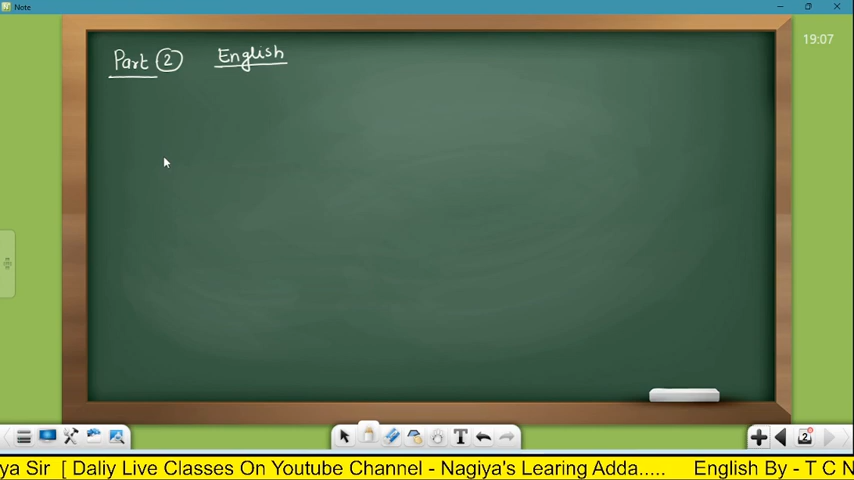 Note
19:07
Part 2 English
2
ya Sir [ Daliy Live Classes On Youtube Channel - Nagiya's Learing Adda..... English By - T C N